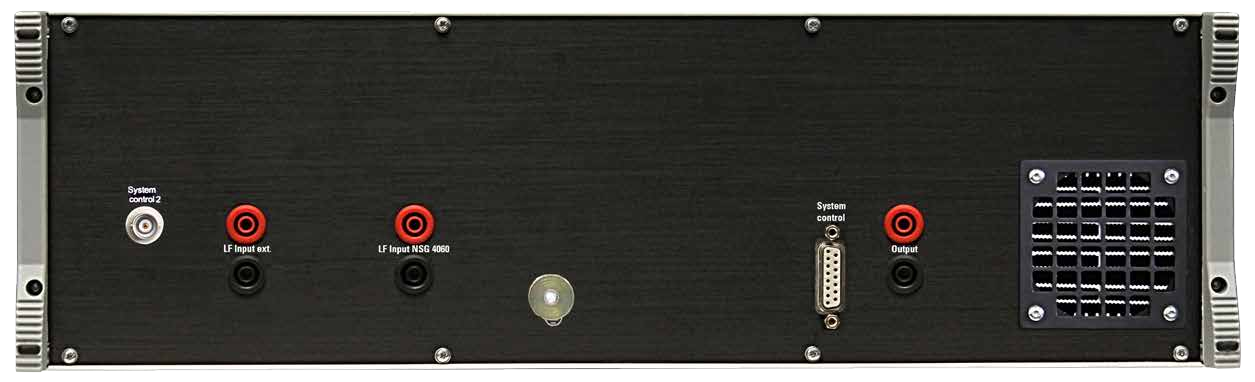 System
control 2
LF Input ext.
LF Input NSG 4060
System
control
Output